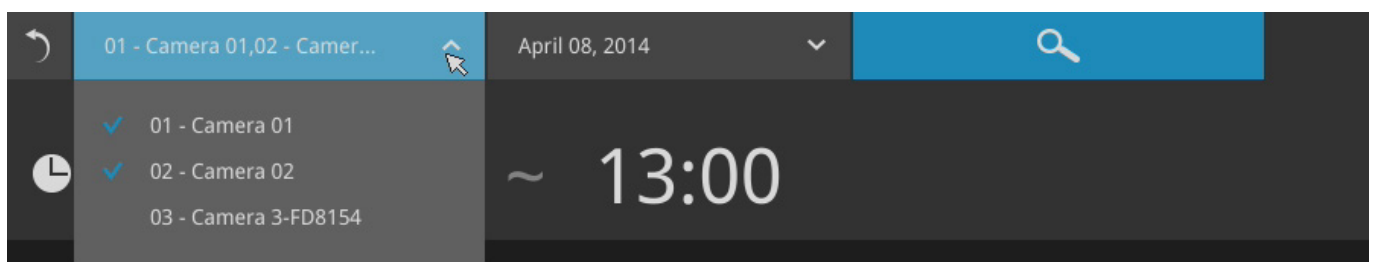 01 - Camera 01,02 - Camer... April 08, 2014
01 - Camera 01
02 - Camera 02
03 - Camera 3-FD8154
~ 13:00